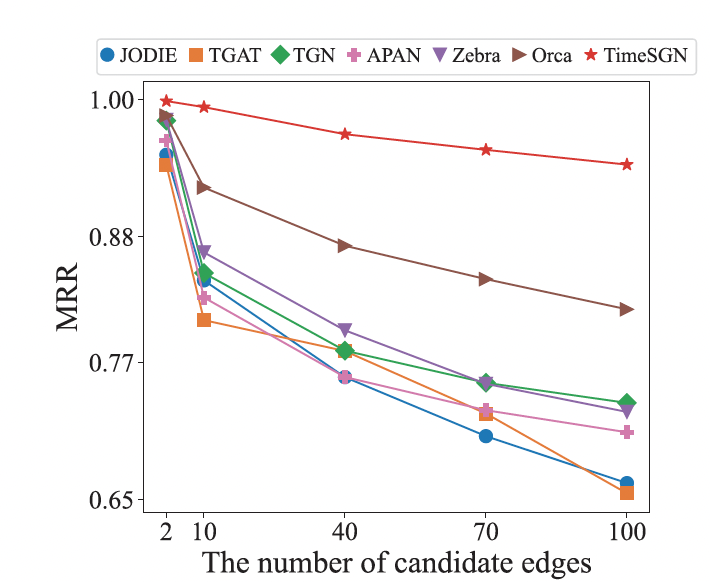 JODIE TGAT TGN APAN Zebra Orca TimeSGN
1.00
0.88
0.77
0.65
MRR
2 10 40 70 100
The number of candidate edges